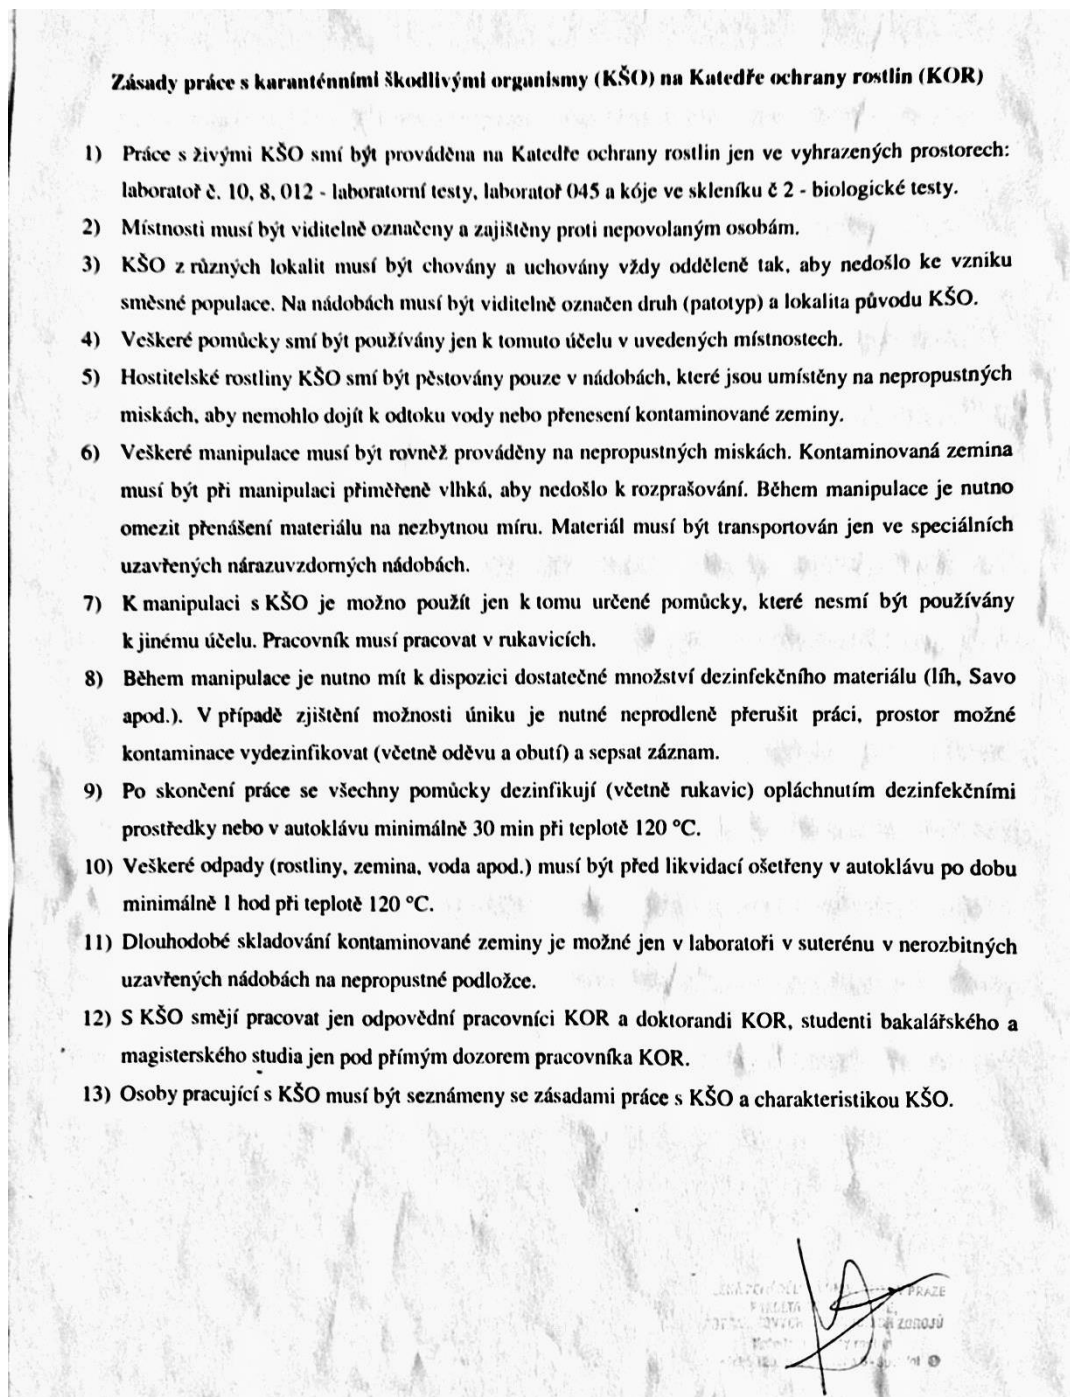 Zásady práce s karanténními škodlivými organismy (KŠO) na Katedře ochrany rostlin (KOR)
1) Práce s živými KŠO smí být prováděna na Katedře ochrany rostlin jen ve vyhrazených prostorech:
laboratoř č. 10, 8, 012 - laboratorní testy, laboratoř 045 a kóje ve skleníku č 2 - biologické testy.
2) Místnosti musí být viditelně označeny a zajištěny proti nepovolaným osobám.
3) KŠO z různých lokalit musí být chovány a uchovány vždy odděleně tak, aby nedošlo ke vzniku
směsné populace. Na nádobách musí být viditelně označen druh (patotyp) a lokalita původu KŠO.
4) Veškeré pomůcky smí být používány jen k tomuto účelu v uvedených místnostech.
5) Hostitelské rostliny KŠO smí být pěstovány pouze v nádobách, které jsou umístěny na nepropustných
miskách, aby nemohlo dojít k odtoku vody nebo přenesení kontaminované zeminy.
6) Veškeré manipulace musí být rovněž prováděny na nepropustných miskách. Kontaminovaná zemina
musí být při manipulaci přiměřeně vlhká, aby nedošlo k rozprašování. Během manipulace je nutno
omezit přenášení materiálu na nezbytnou míru. Materiál musí být transportován jen ve speciálních
uzavřených nárazuvzdorných nádobách.
7) K manipulaci s KŠO je možno použít jen k tomu určené pomůcky, které nesmí být používány
k jinému účelu. Pracovník musí pracovat v rukavicích.
8) Během manipulace je nutno mít k dispozici dostatečné množství dezinfekčního materiálu (líh, Savo
apod.). V případě zjištění možnosti úniku je nutné neprodleně přerušit práci, prostor možné
kontaminace vydezinfikovat (včetně oděvu a obutí) a sepsat záznam.
9) Po skončení práce se všechny pomůcky dezinfikují (včetně rukavic) opláchnutím dezinfekčními
prostředky nebo v autoklávu minimálně 30 min při teplotě 120 °C.
10) Veškeré odpady (rostliny, zemina, voda apod.) musí být před likvidací ošetřeny v autoklávu po dobu
minimálně 1 hod při teplotě 120 °C.
11) Dlouhodobé skladování kontaminované zeminy je možné jen v laboratoři v suterénu v nerozbitných
uzavřených nádobách na nepropustné podložce.
12) S KŠO smějí pracovat jen odpovědní pracovníci KOR a doktorandi KOR, studenti bakalářského a
magisterského studia jen pod přímým dozorem pracovníka KOR.
13) Osoby pracující s KŠO musí být seznámeny se zásadami práce s KŠO a charakteristikou KŠO.
PRAZE
ZDROJŮ